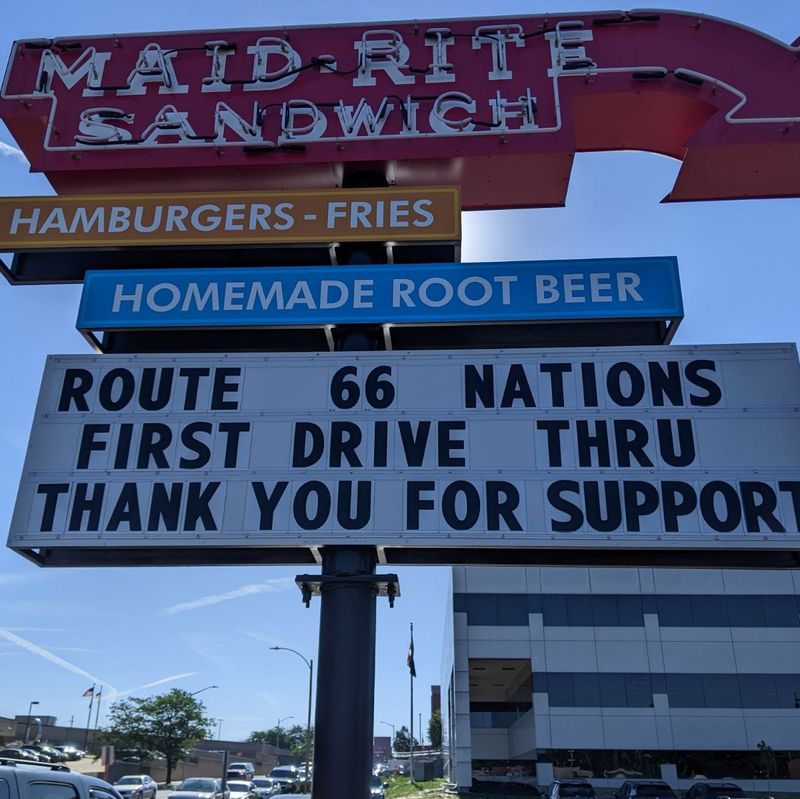 MAID-RITE
SANDWICH
HAMBURGERS - FRIES
HOMEMADE ROOT BEER
ROUTE 66 NATIONS
FIRST DRIVE THRU
THANK YOU FOR SUPPORT